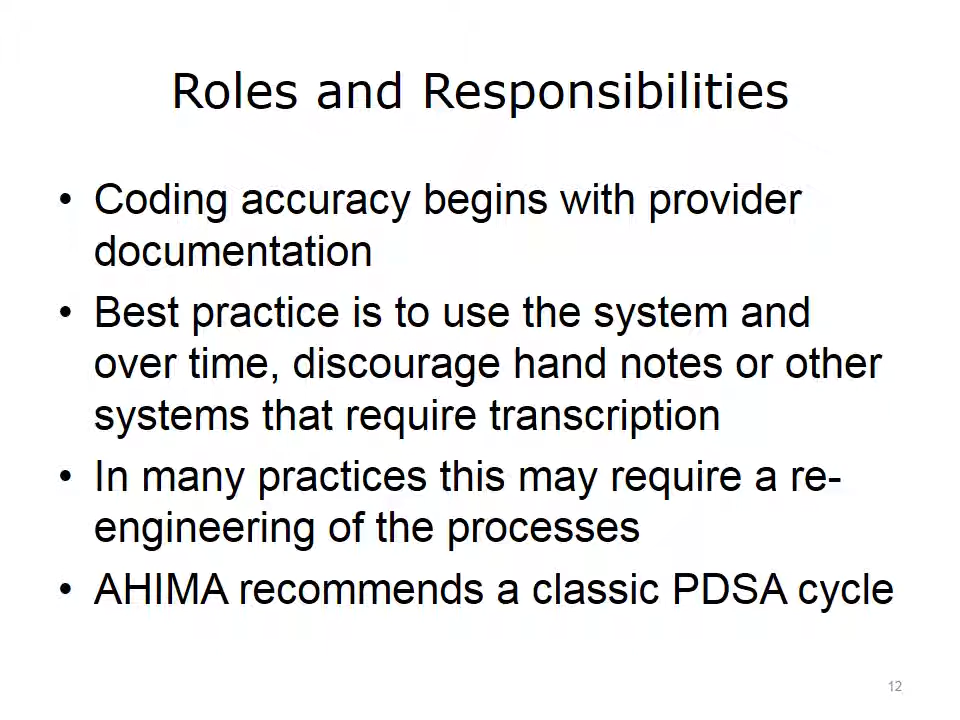 Roles and Responsibilities
• Coding accuracy begins with provider
documentation
• Best practice is to use the system and
over time, discourage hand notes or other
systems that require transcription
• In many practices this may require a re-
engineering of the processes
• AHIMA recommends a classic PDSA cycle
12